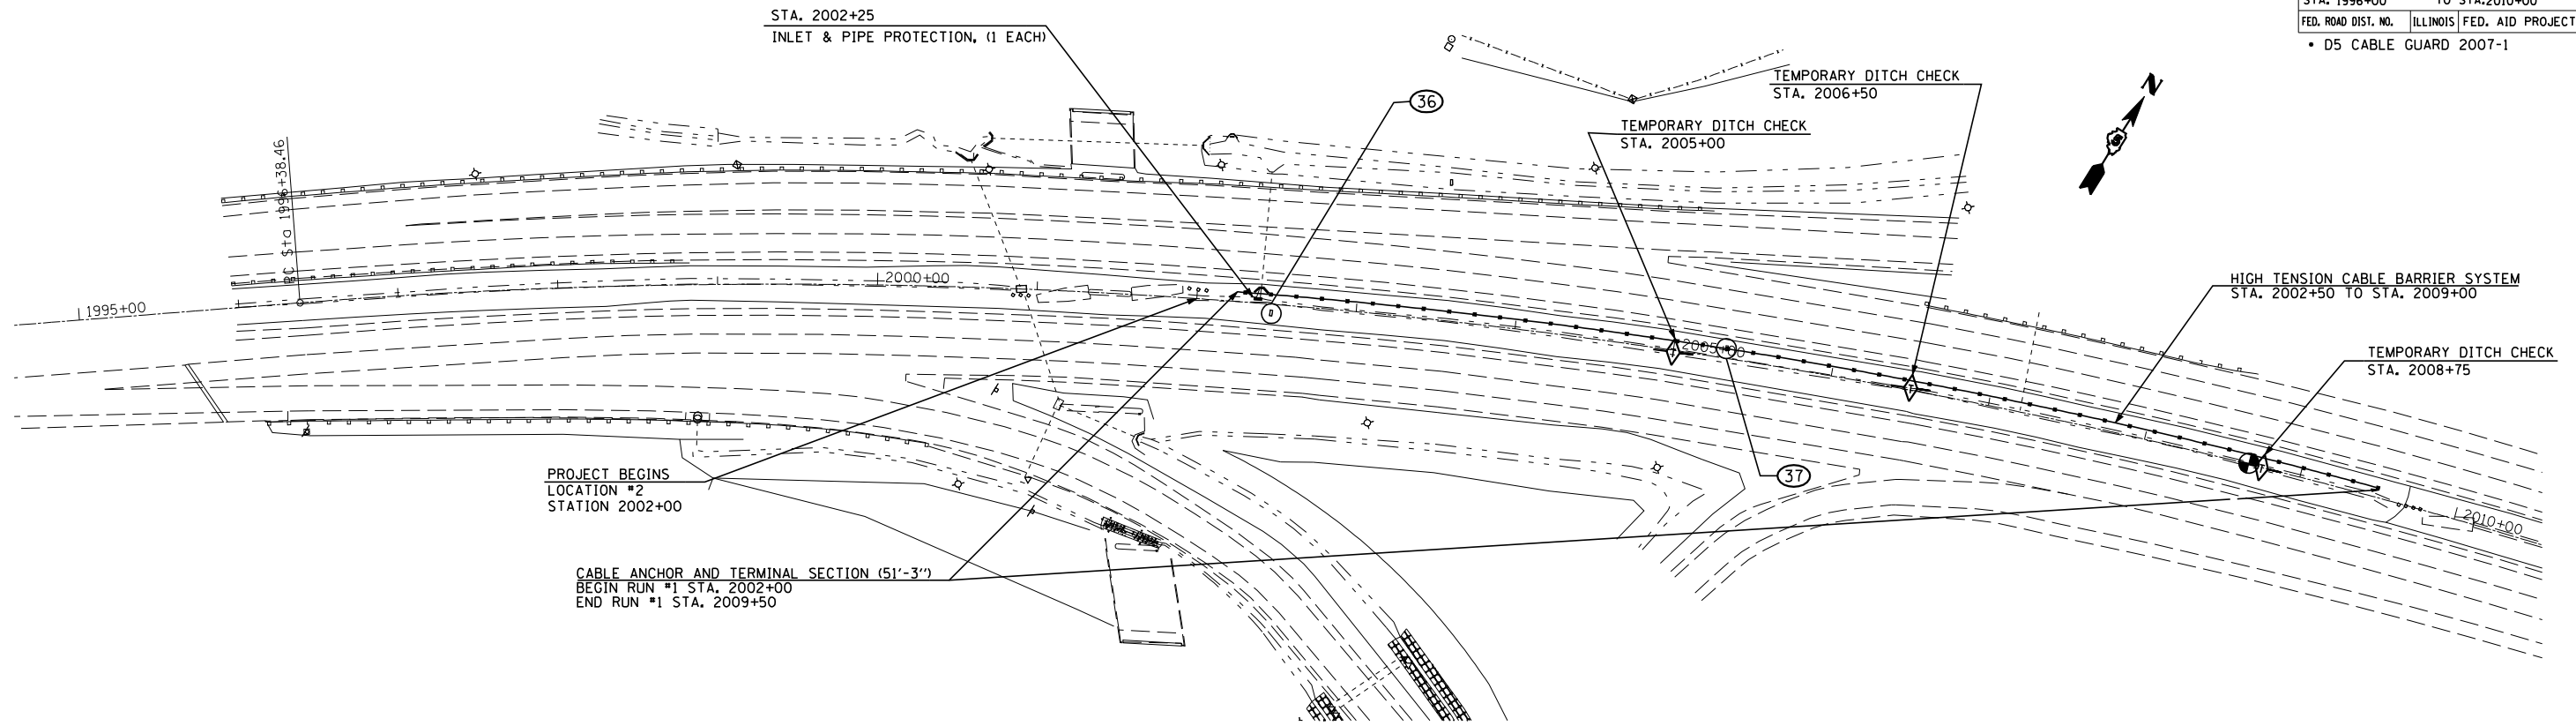 STA. 1996+00 TO STA.2010+00
FED. ROAD DIST. NO. ILLINOIS FED. AID PROJECT
• D5 CABLE GUARD 2007-1
STA. 2002+25
INLET & PIPE PROTECTION, (1 EACH)
36
TEMPORARY DITCH CHECK
STA. 2006+50
TEMPORARY DITCH CHECK
STA. 2005+00
N
BC Sta 1996+38.46
1995+00
2000+00
2005+00
HIGH TENSION CABLE BARRIER SYSTEM
STA. 2002+50 TO STA. 2009+00
TEMPORARY DITCH CHECK
STA. 2008+75
37
2010+00
PROJECT BEGINS
LOCATION #2
STATION 2002+00
CABLE ANCHOR AND TERMINAL SECTION (51'-3")
BEGIN RUN #1 STA. 2002+00
END RUN #1 STA. 2009+50